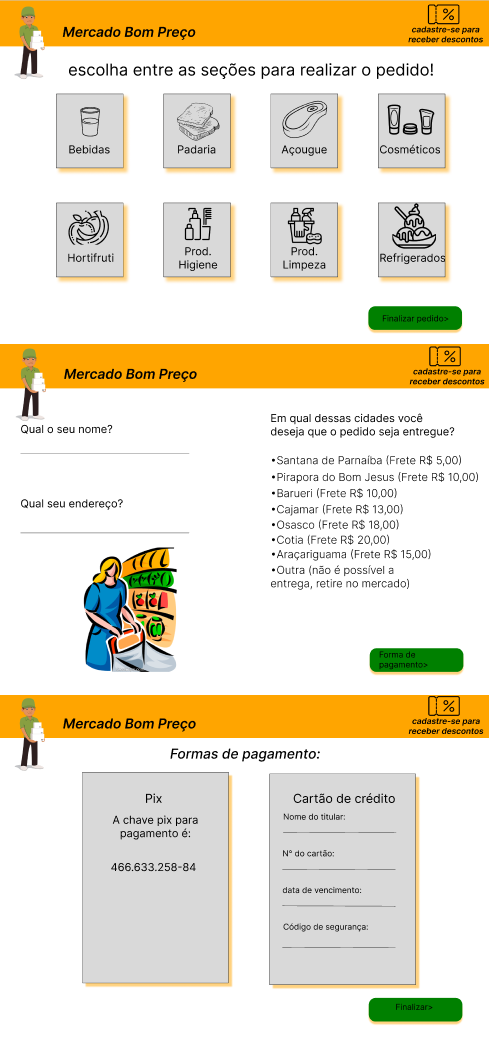 Mercado Bom Preço
%
cadastre-se para
receber descontos
escolha entre as seções para realizar o pedido!
Bebidas
Padaria
Açougue
Cosméticos
Hortifruti
Prod.
Higiene
Prod.
Limpeza
Refrigerados
Finalizar pedido>
Mercado Bom Preço
%
cadastre-se para
receber descontos
Qual o seu nome?
Qual seu endereço?
Em qual dessas cidades você
deseja que o pedido seja entregue?
•Santana de Parnaíba (Frete R$ 5,00)
•Pirapora do Bom Jesus (Frete R$ 10,00)
•Barueri (Frete R$ 10,00)
•Cajamar (Frete R$ 13,00)
•Osasco (Frete R$ 18,00)
•Cotia (Frete R$ 20,00)
•Araçariguama (Frete R$ 15,00)
•Outra (não é possível a
entrega, retire no mercado)
Forma de
pagamento>
Mercado Bom Preço
%
cadastre-se para
receber descontos
Formas de pagamento:
Pix
A chave pix para
pagamento é:
466.633.258-84
Cartão de crédito
Nome do titular:
N° do cartão:
data de vencimento:
Código de segurança:
Finalizar>